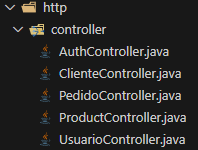 http
controller
AuthController.java
ClienteController.java
PedidoController.java
ProductController.java
UsuarioController.java